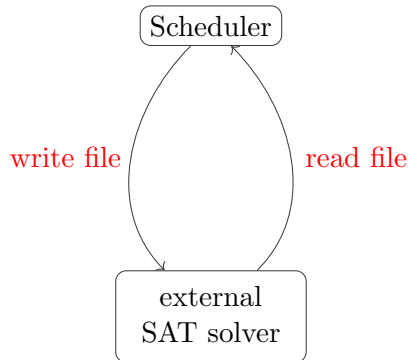 Scheduler
write file
read file
external
SAT solver